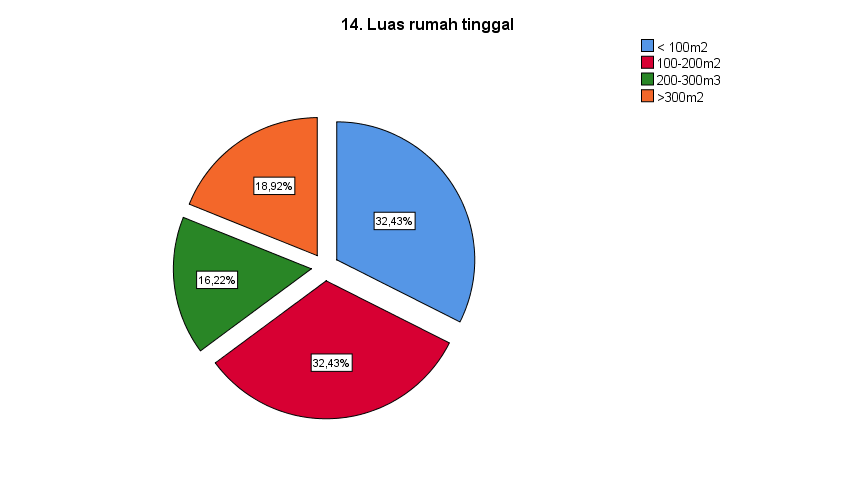 14. Luas rumah tinggal
< 100m2
100-200m2
200-300m3
>300m2
18,92%
32,43%
16,22%
32,43%